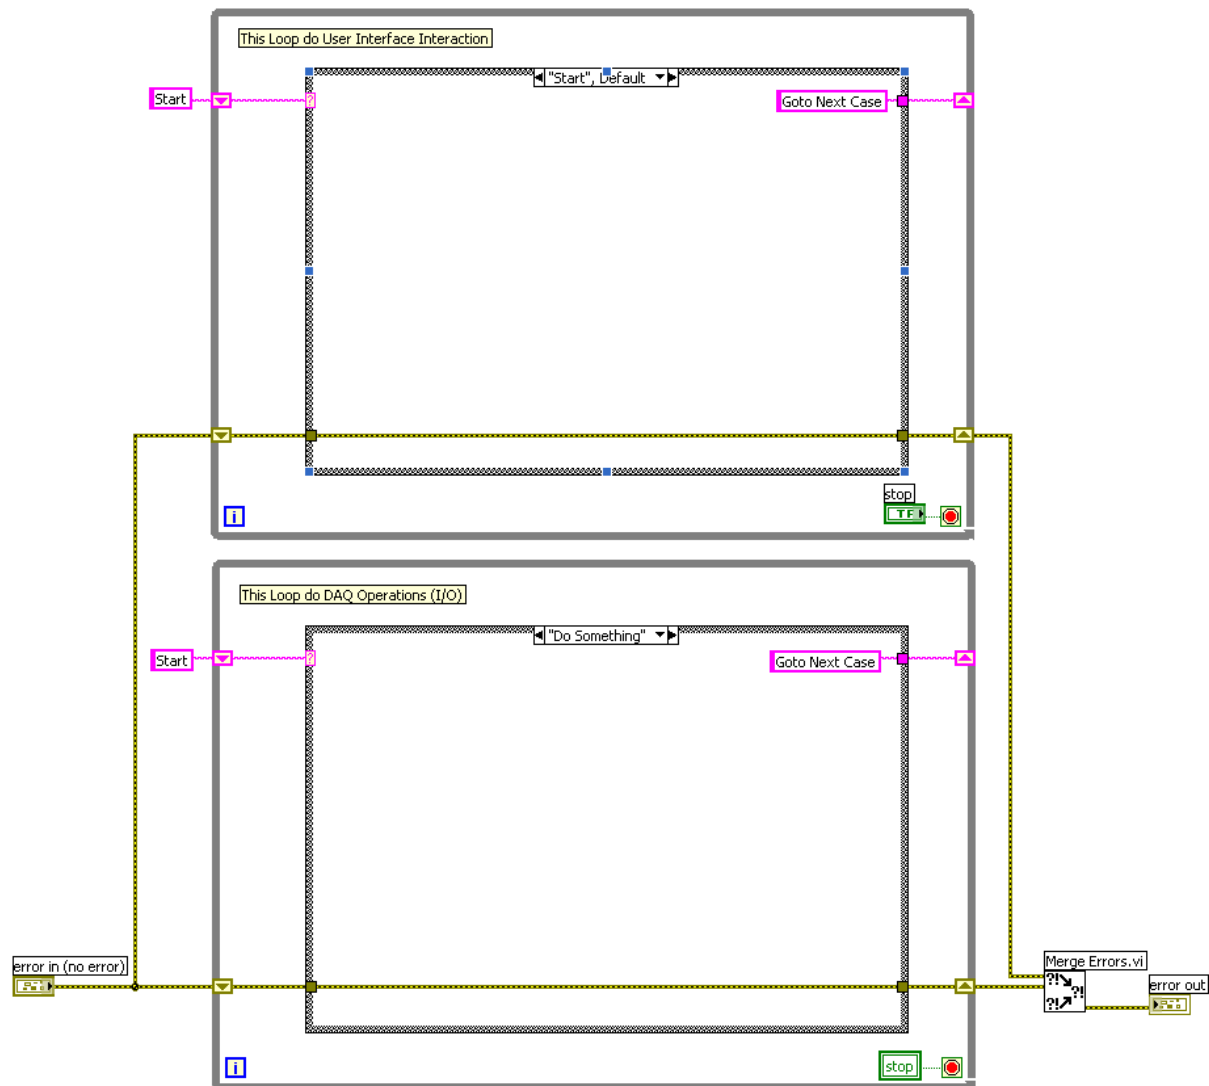 This Loop do User Interface Interaction
"Start", Default
Start
?
Goto Next Case
stop
TF
i
This Loop do DAQ Operations (I/O)
"Do Something"
Start
?
Goto Next Case
error in (no error)
Merge Errors.vi
?!
?!
?!
error out
i
stop